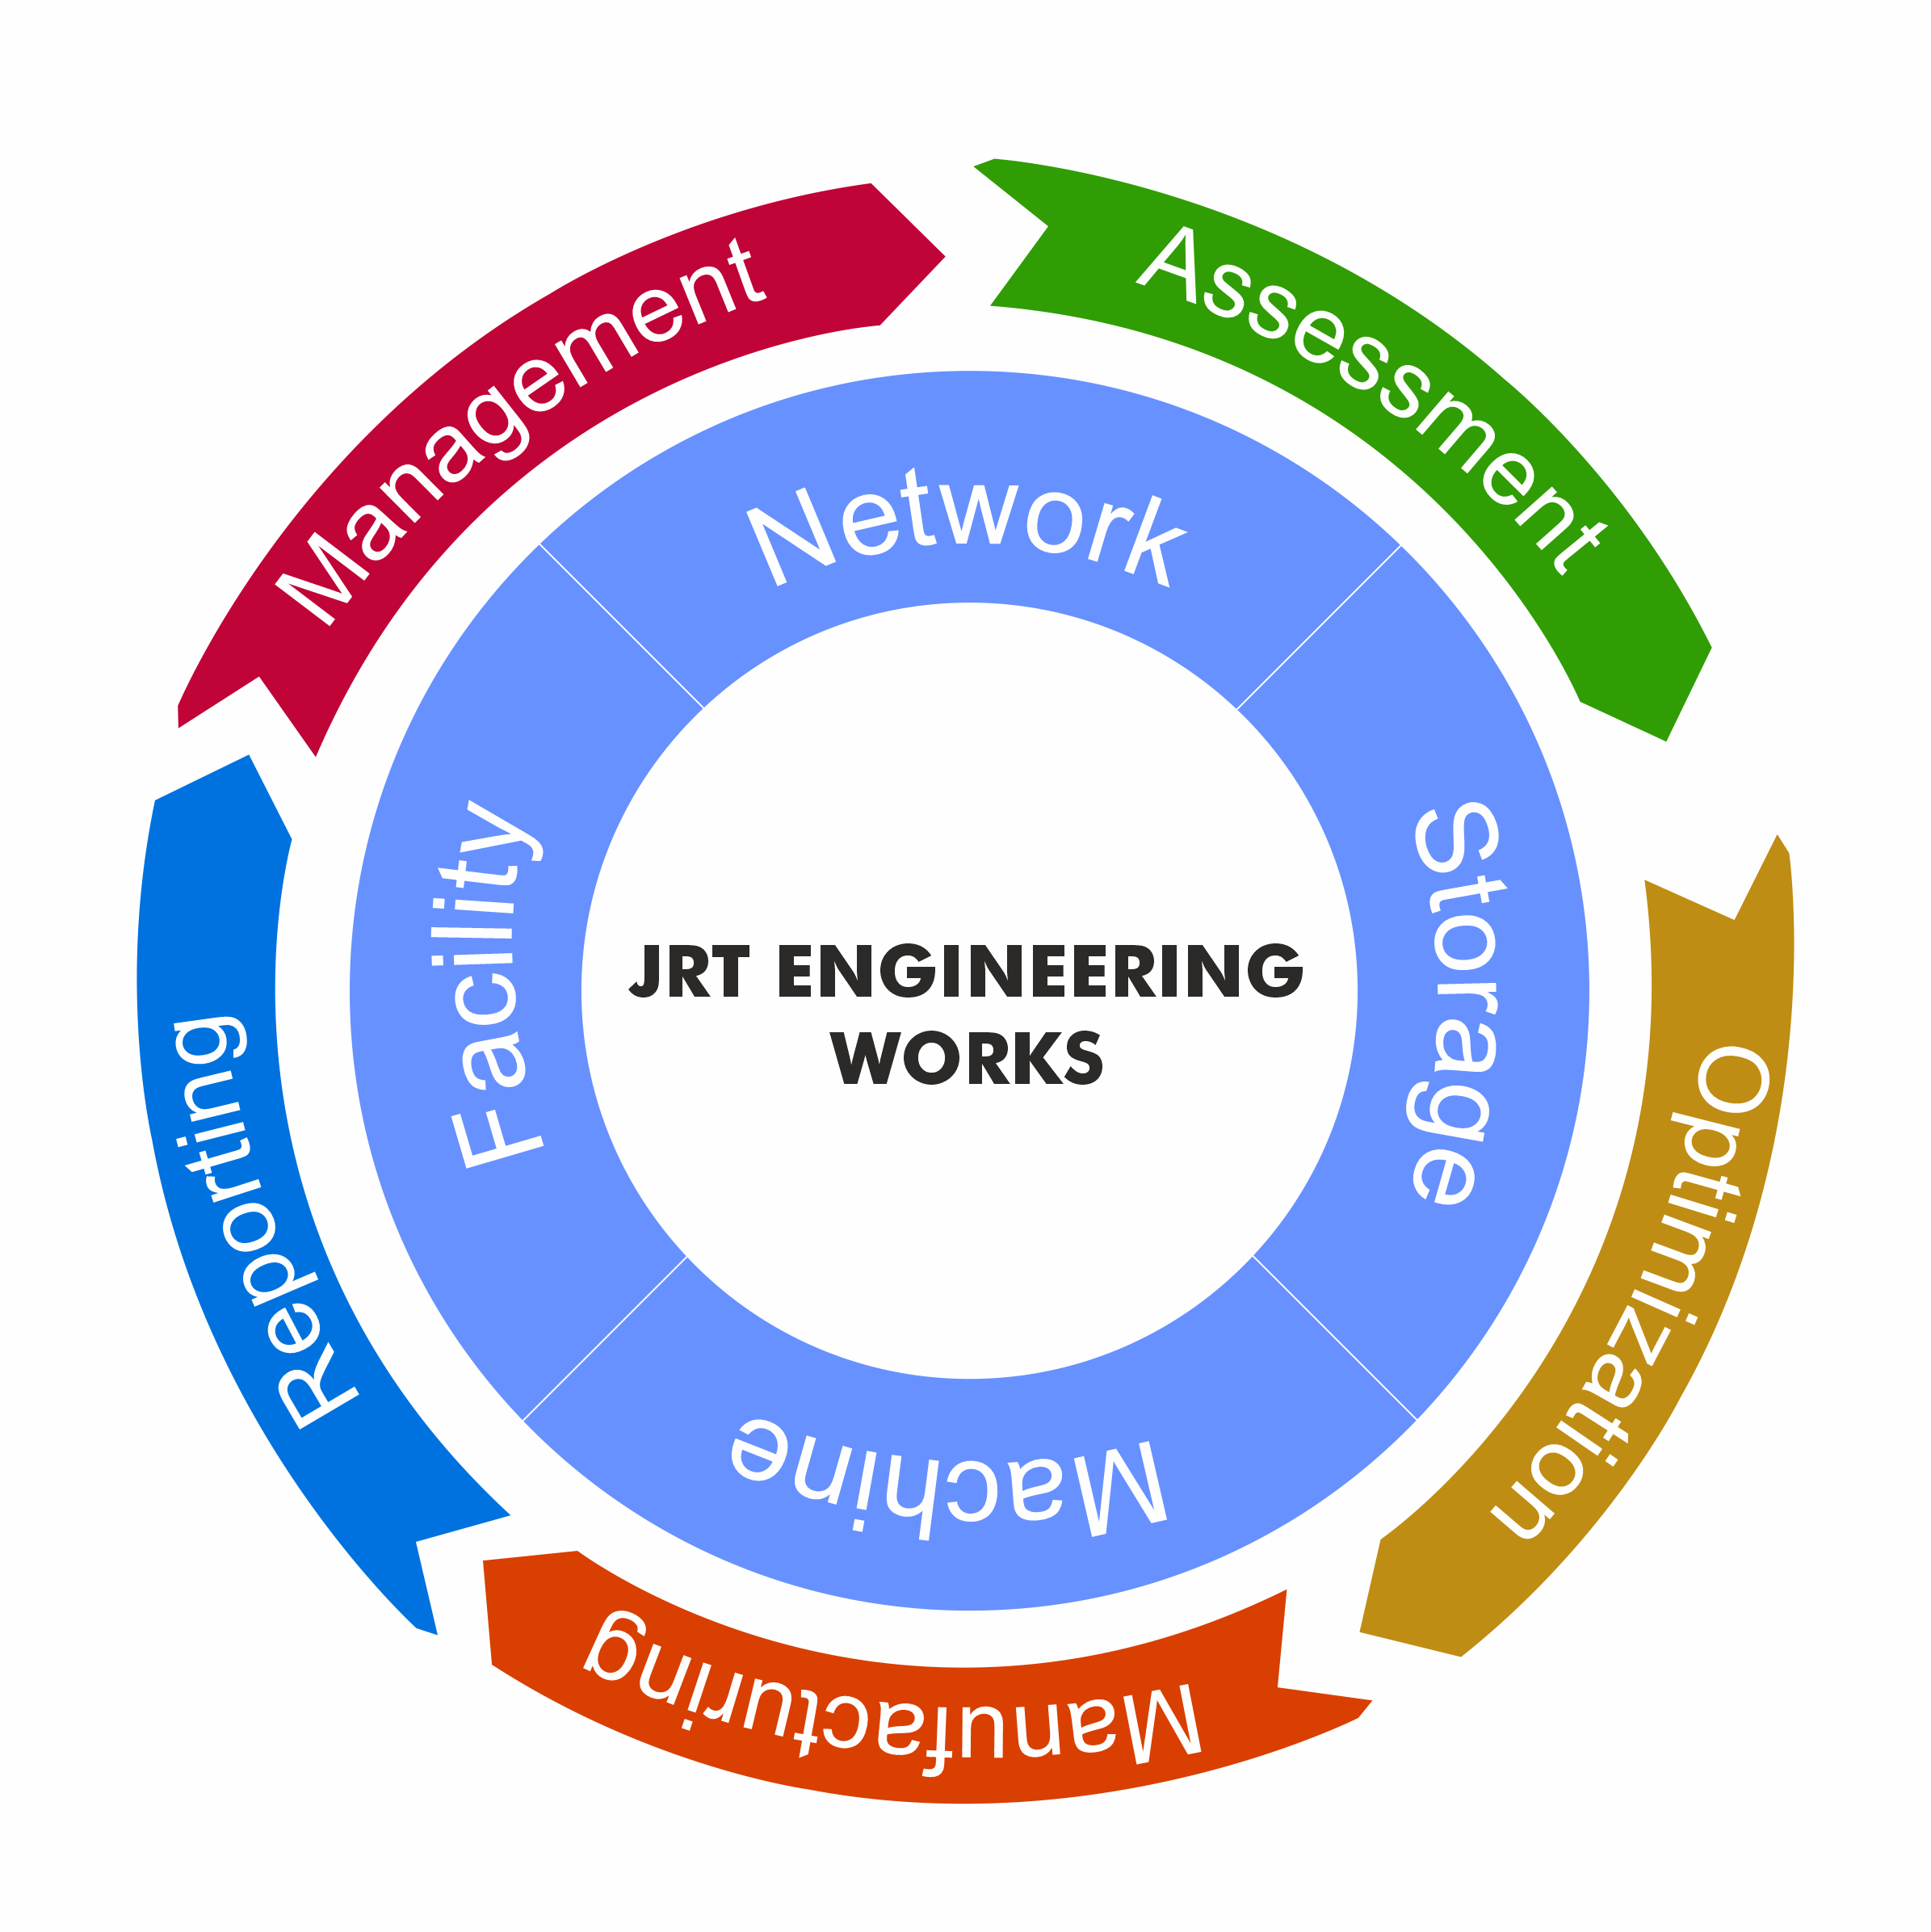 Management
Assessment
Optimization
Manufacturing
Reporting
Network
Storage
Machine
Facility
JRT ENGINEERING
WORKS